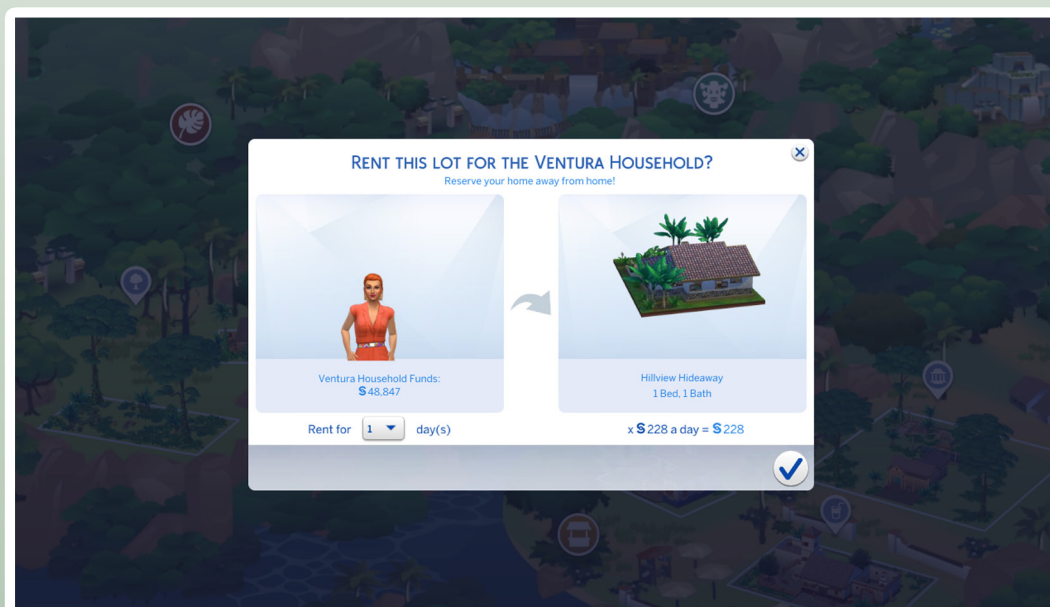 RENT THIS LOT FOR THE VENTURA HOUSEHOLD?
Reserve your home away from home!
Ventura Household Funds:
§48,847
Hillview Hideaway
1 Bed, 1 Bath
Rent for 1 day(s)
x §228 a day = §228